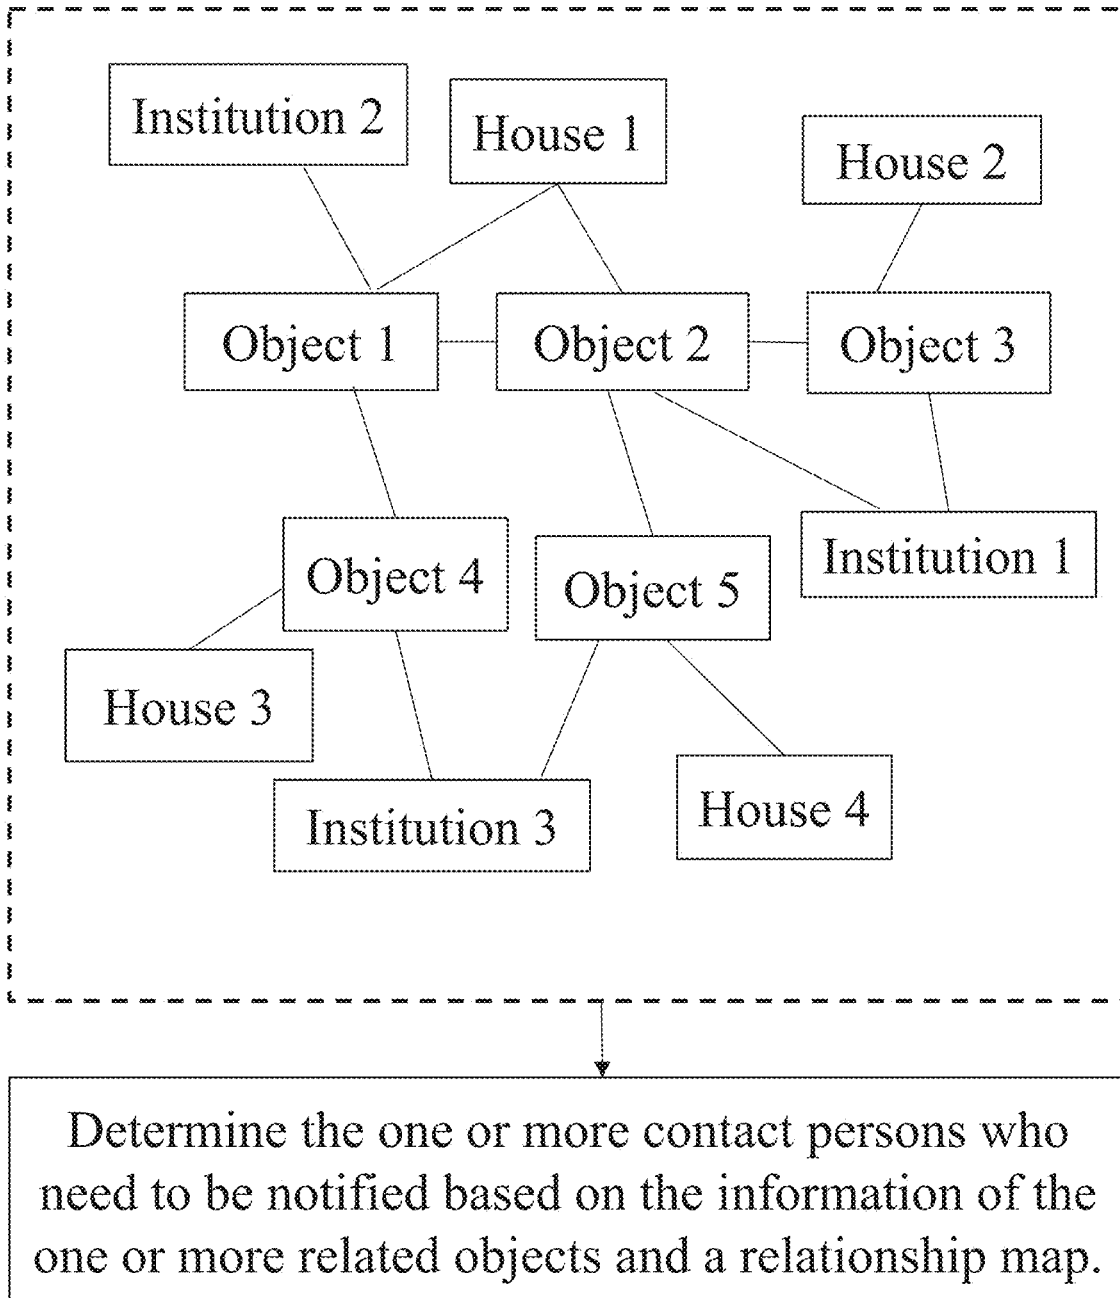 Institution 2
House 1
House 2
Object 1
Object 2
Object 3
Object 4
Object 5
Institution 1
House 3
Institution 3
House 4
Determine the one or more contact persons who
need to be notified based on the information of the
one or more related objects and a relationship map.